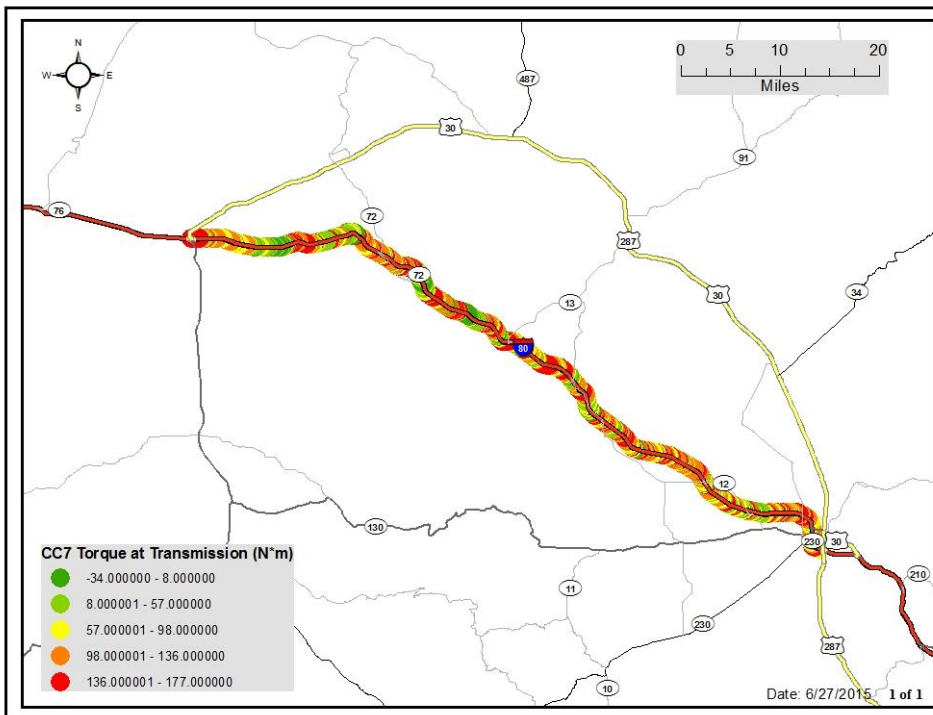 N
W E
S
0 5 10 20
Miles
487
30
91
76
72
287
72
30
34
13
80
12
130
230
30
11
210
230
287
10
CC7 Torque at Transmission (N*m)
-34.000000 - 8.000000
8.000001 - 57.000000
57.000001 - 98.000000
98.000001 - 136.000000
136.000001 - 177.000000
Date: 6/27/2015 1 of 1